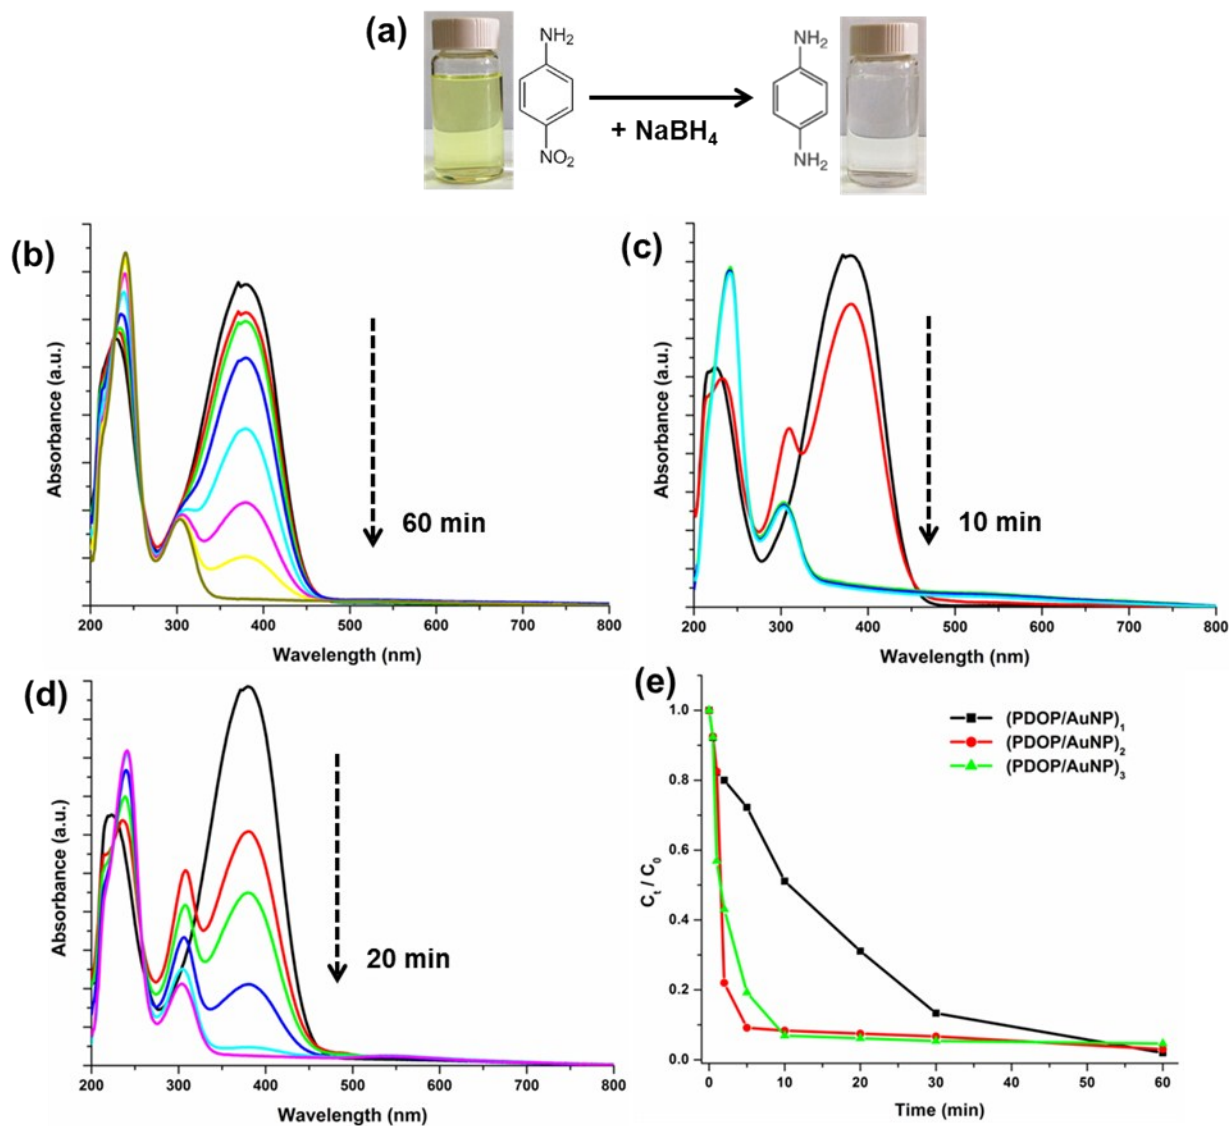 (a)
NH₂
NO₂
+ NaBH₄
NH₂
NH₂
(b)
Absorbance (a.u.)
60 min
200 300 400 500 600 700 800
Wavelength (nm)
(c)
Absorbance (a.u.)
10 min
200 300 400 500 600 700 800
Wavelength (nm)
(d)
Absorbance (a.u.)
20 min
200 300 400 500 600 700 800
Wavelength (nm)
(e)
(PDOP/AuNP)₁
(PDOP/AuNP)₂
(PDOP/AuNP)₃
Cₜ / C₀
1.0
0.8
0.6
0.4
0.2
0.0
0 10 20 30 40 50 60
Time (min)